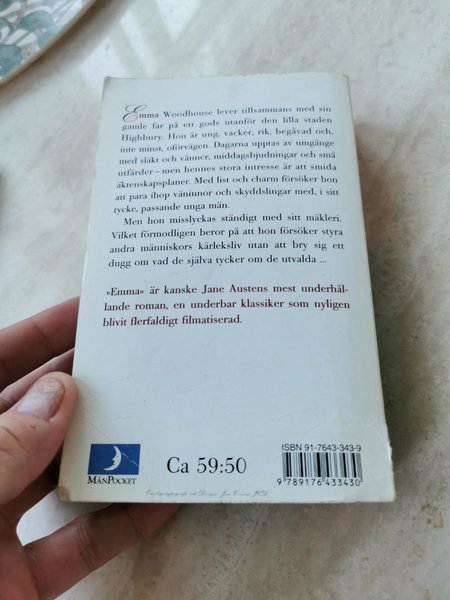 Emma Woodhouse lever tillsammans med sin
gamle far på ett gods utanför den lilla staden
Highbury. Hon är ung, vacker, rik, begåvad och,
inte minst, oförvägen. Dagarna upptas av umgänge
med släkt och vänner, middagsbjudningar och små
utfärder – men hennes stora intresse är att smida
äktenskapsplaner. Med list och charm försöker hon
att para ihop väninnor och skyddslingar med, i sitt
tycke, passande unga män.
Men hon misslyckas ständigt med sitt mäkleri.
Vilket förmodligen beror på att hon försöker styra
andra människors kärleksliv utan att bry sig ett
dugg om vad de själva tycker om de utvalda ...
»Emma« är kanske Jane Austens mest underhål-
lande roman, en underbar klassiker som nyligen
blivit flerfaldigt filmatiserad.
MÅNPOCKET
Ca 59:50
ISBN 91-7643-343-9
9 789176 433430